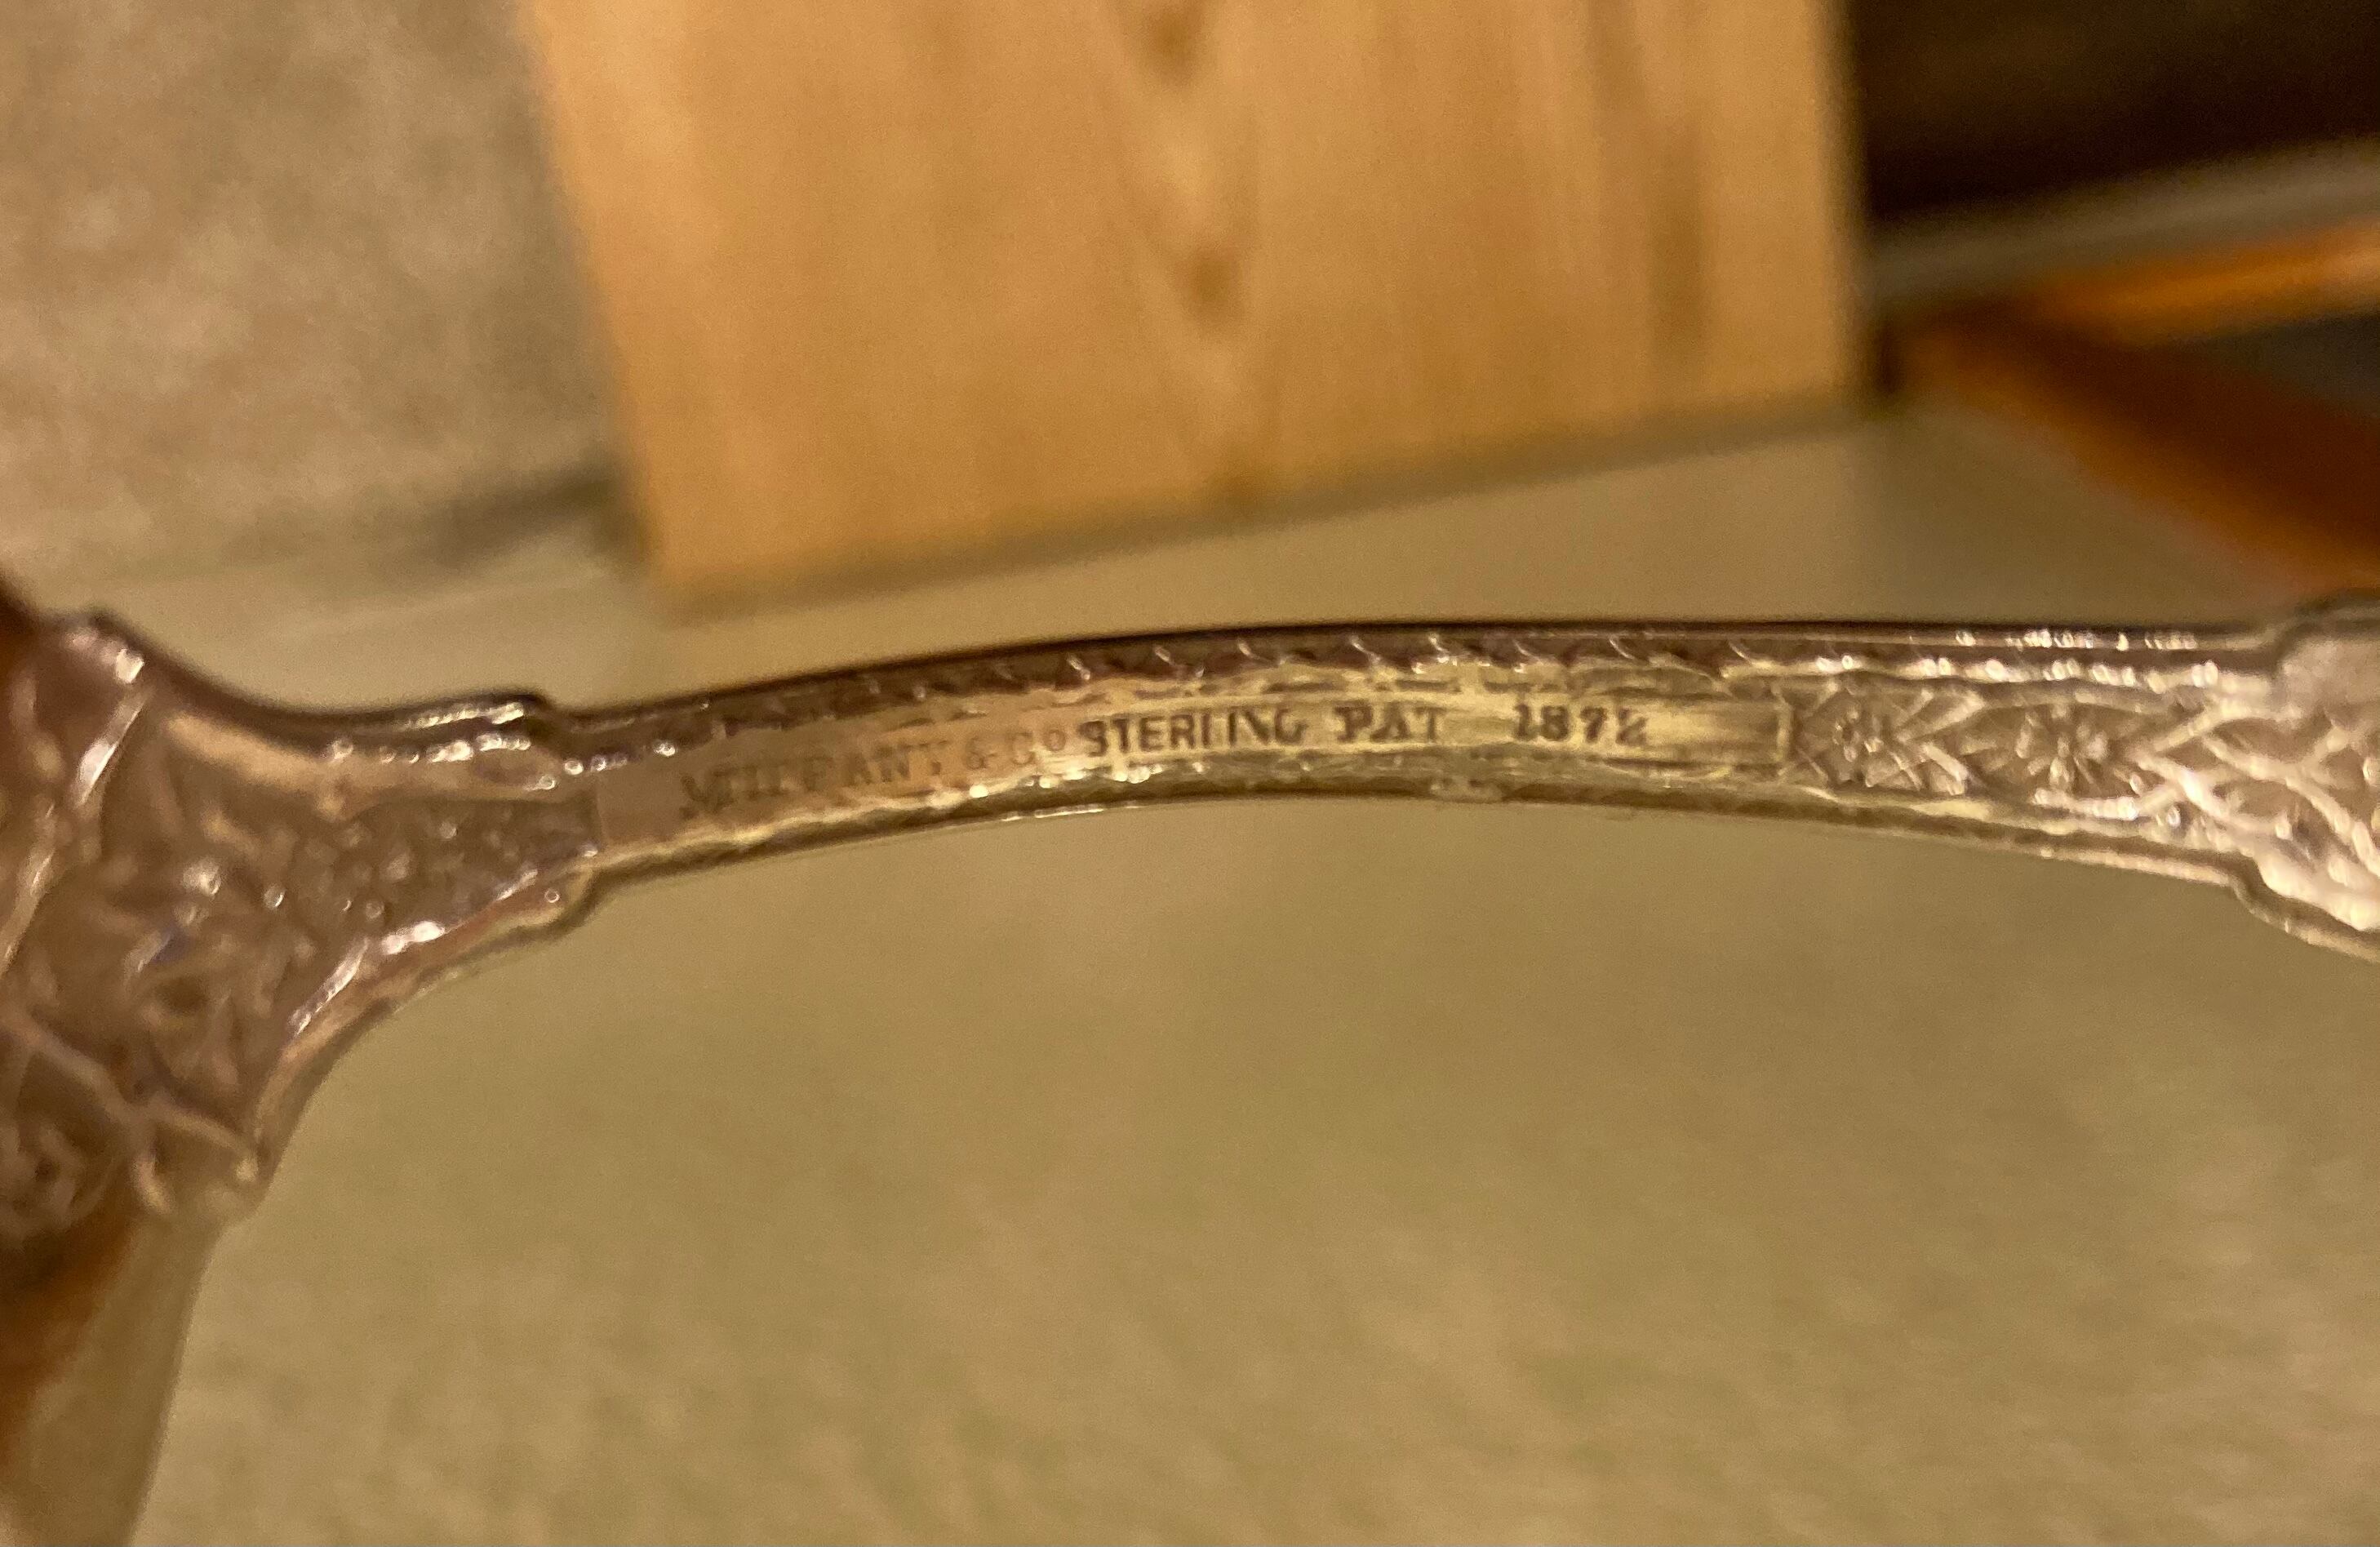 TIFFANY & Co STERLING PAT 1872